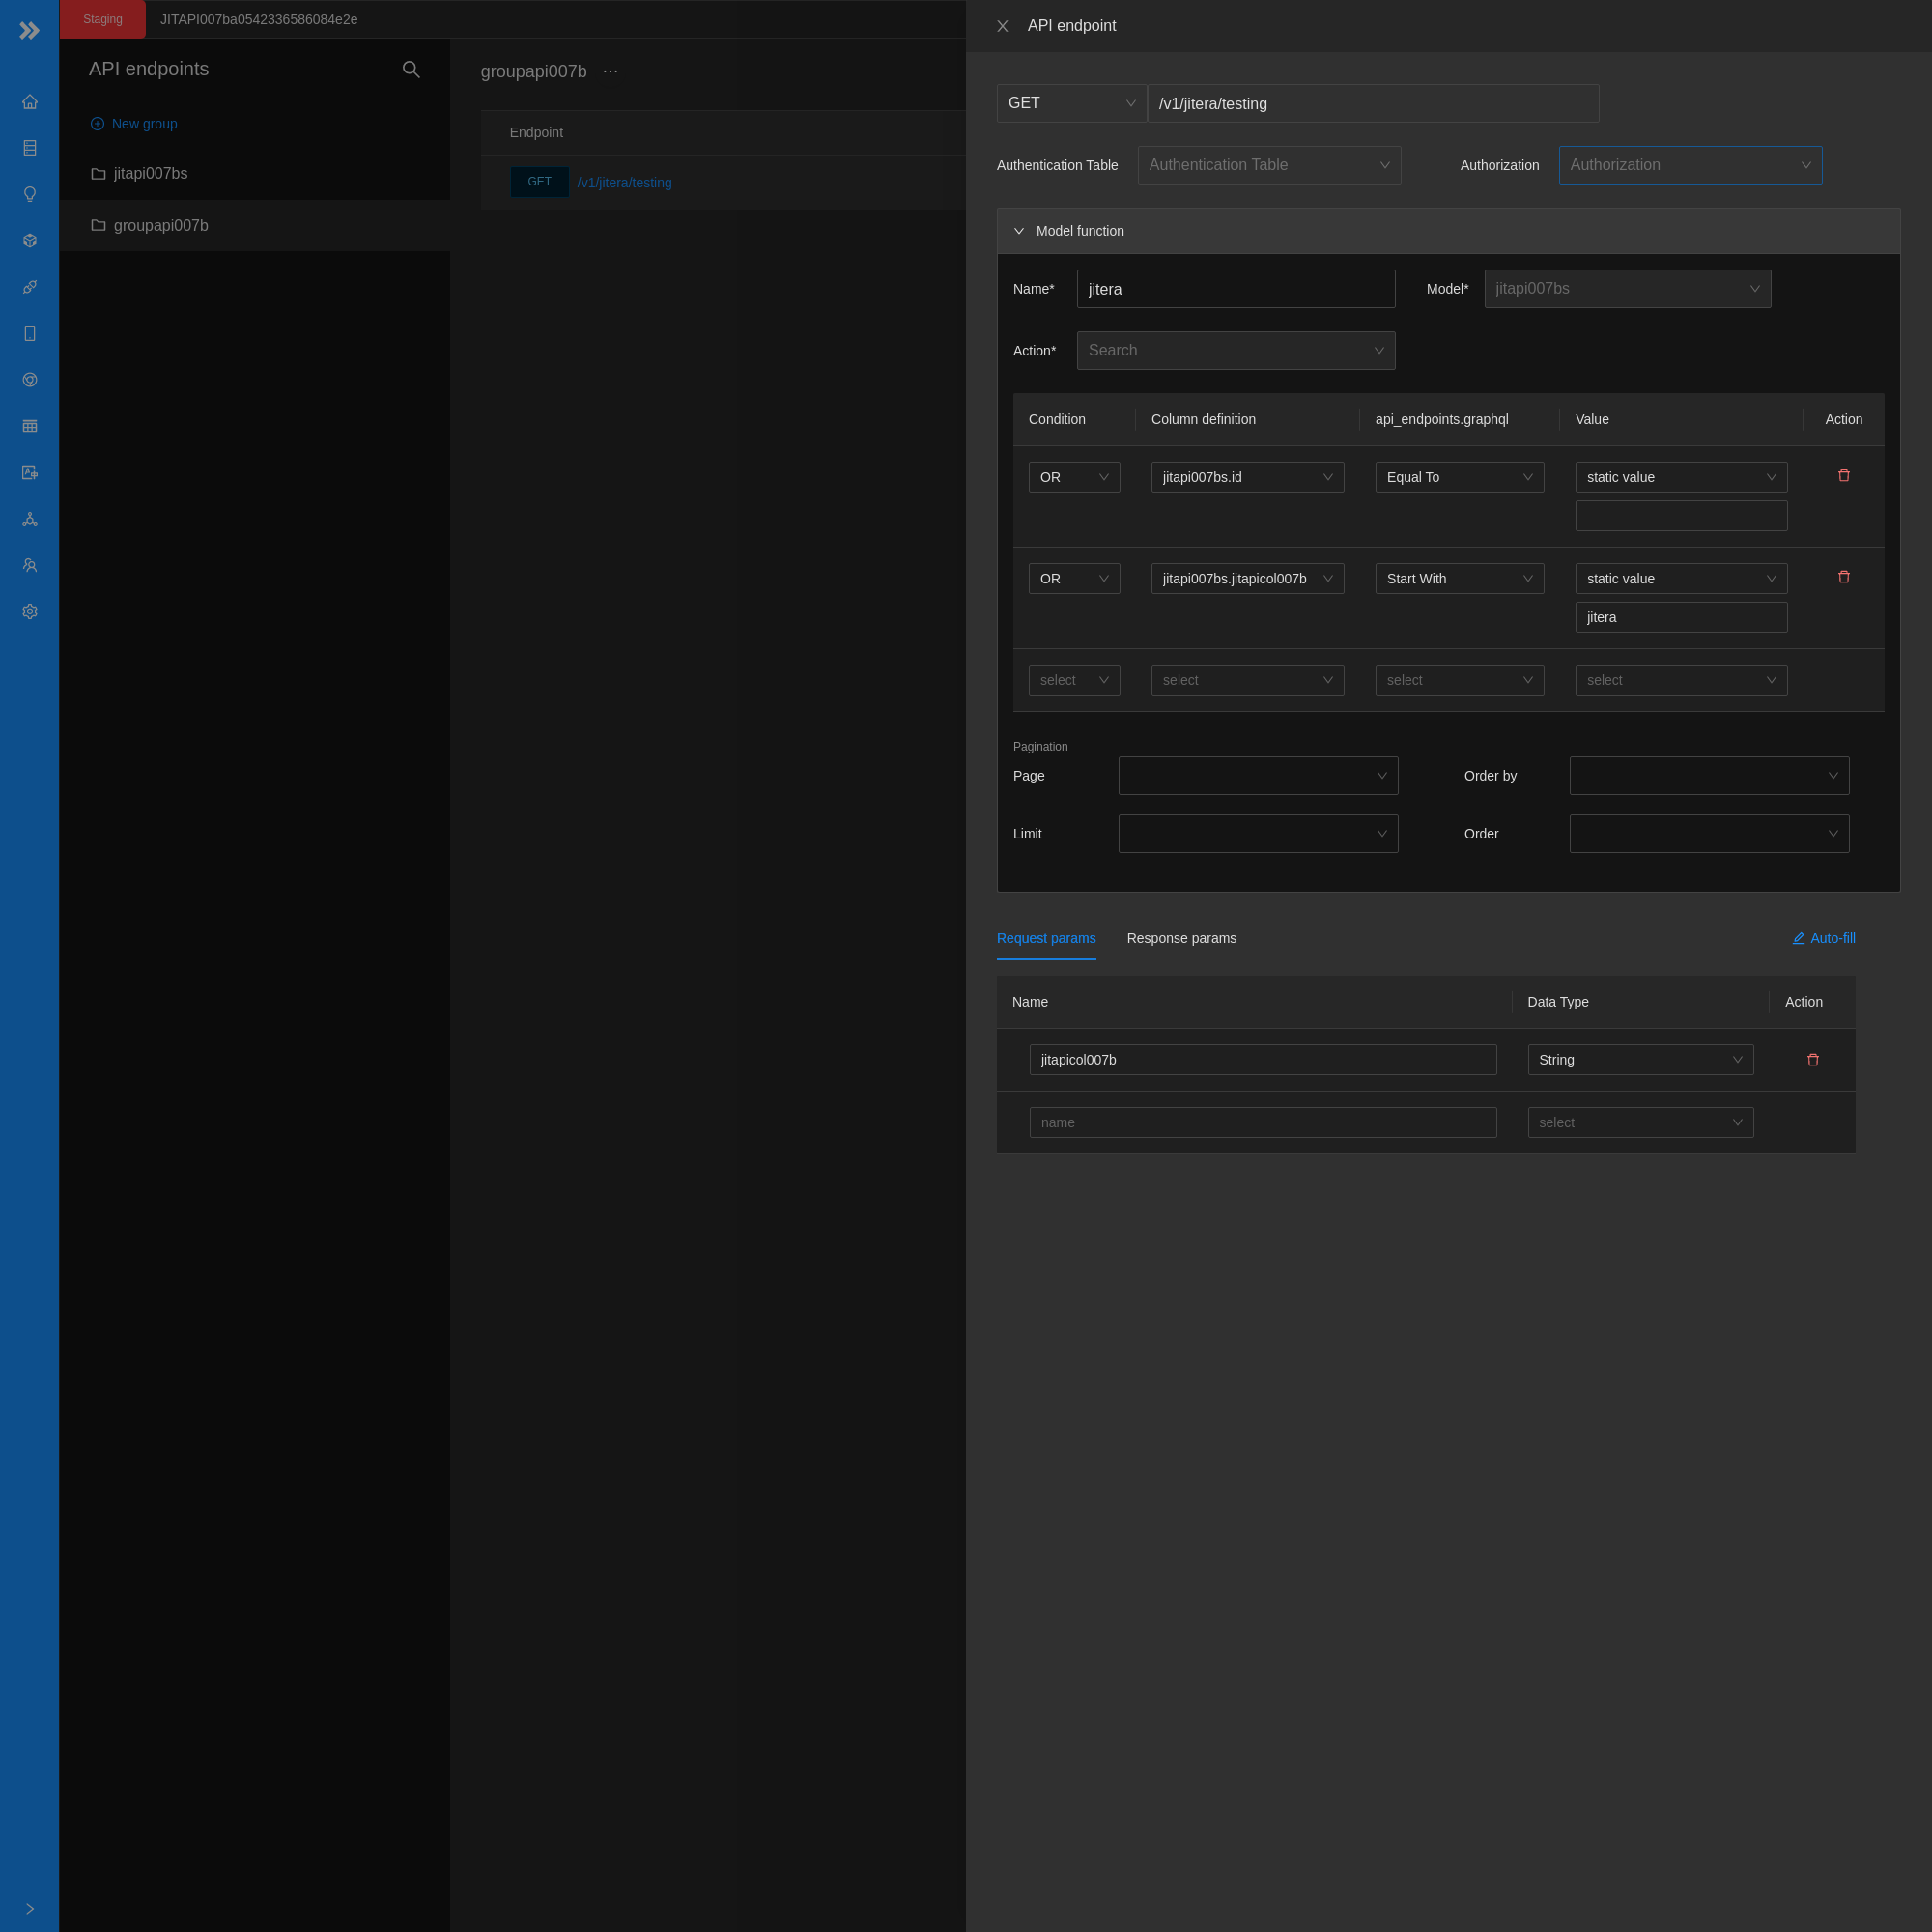 Staging
JITAPI007ba0542336586084e2e
API endpoints
New group
jitapi007bs
groupapi007b
groupapi007b ···
Endpoint
GET /v1/jitera/testing
API endpoint
GET /v1/jitera/testing
Authentication Table Authentication Table Authorization Authorization
Model function
Name* jitera Model* jitapi007bs
Action* Search
Condition Column definition api_endpoints.graphql Value Action
OR jitapi007bs.id Equal To static value
OR jitapi007bs.jitapicol007b Start With static value
jitera
select select select select
Pagination
Page Order by
Limit Order
Request params Response params Auto-fill
Name Data Type Action
jitapicol007b String
name select